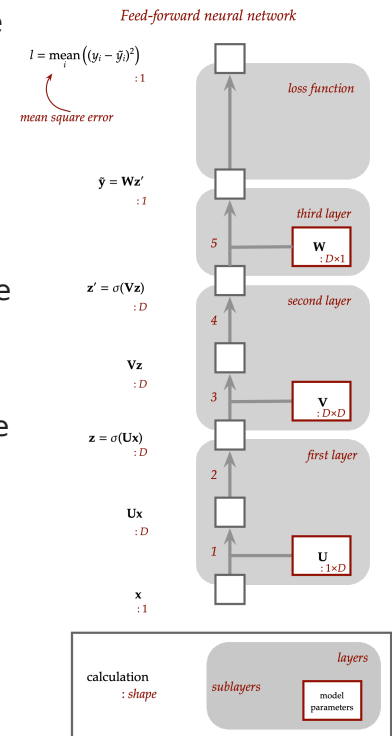 e
Feed-forward neural network
l = mean_i ((y_i − ỹ_i)²)
: 1
mean square error
loss function
ỹ = Wz′
: 1
third layer
5
W
: D×1
z′ = σ(Vz)
: D
e
second layer
4
Vz
: D
3
V
: D×D
e
z = σ(Ux)
: D
first layer
2
Ux
: D
1
U
: 1×D
x
: 1
calculation
: shape
layers
sublayers
model
parameters